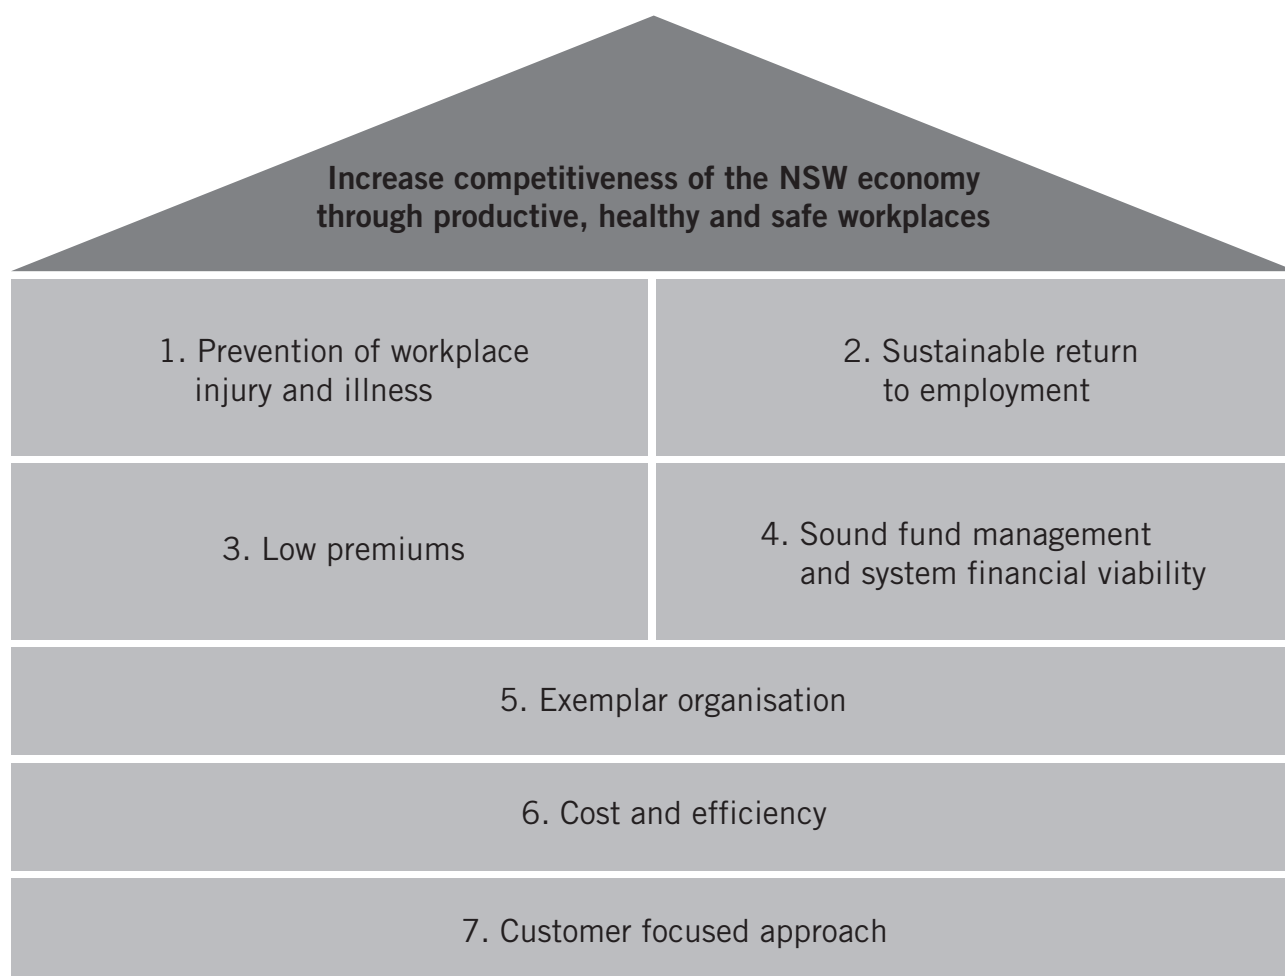 Increase competitiveness of the NSW economy
through productive, healthy and safe workplaces
1. Prevention of workplace
injury and illness
2. Sustainable return
to employment
3. Low premiums
4. Sound fund management
and system financial viability
5. Exemplar organisation
6. Cost and efficiency
7. Customer focused approach